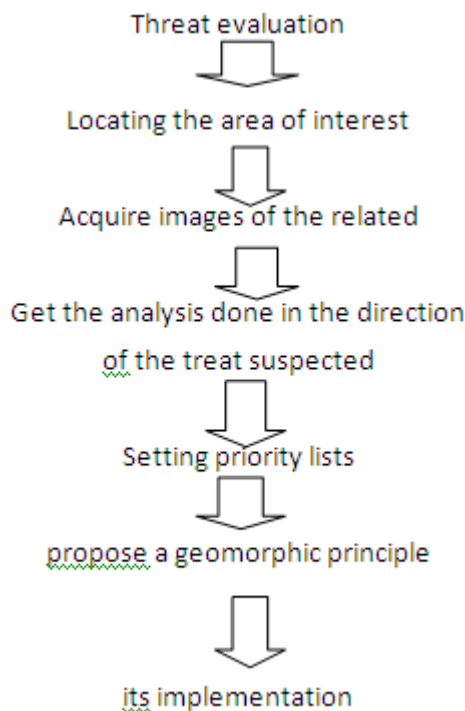 Threat evaluation
Locating the area of interest
Acquire images of the related
Get the analysis done in the direction
of the treat suspected
Setting priority lists
propose a geomorphic principle
its implementation